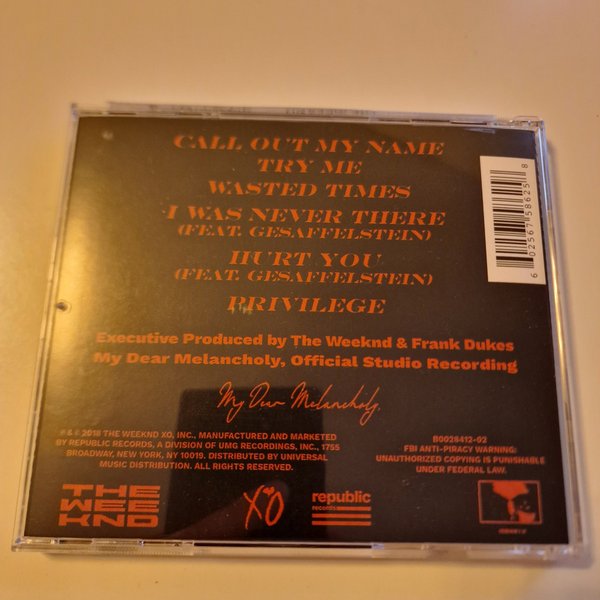 CALL OUT MY NAME
TRY ME
WASTED TIMES
I WAS NEVER THERE
(FEAT. GESAFFELSTEIN)
HURT YOU
(FEAT. GESAFFELSTEIN)
PRIVILEGE
6 02567 58625 8
Executive Produced by The Weeknd & Frank Dukes
My Dear Melancholy, Official Studio Recording
My Dear Melancholy,
℗ & © 2018 THE WEEKND XO, INC., MANUFACTURED AND MARKETED
BY REPUBLIC RECORDS, A DIVISION OF UMG RECORDINGS, INC., 1755
BROADWAY, NEW YORK, NY 10019. DISTRIBUTED BY UNIVERSAL
MUSIC DISTRIBUTION. ALL RIGHTS RESERVED.
B0028412-02
FBI ANTI-PIRACY WARNING:
UNAUTHORIZED COPYING IS PUNISHABLE
UNDER FEDERAL LAW.
THE
WEE
KND
XO
republic
records